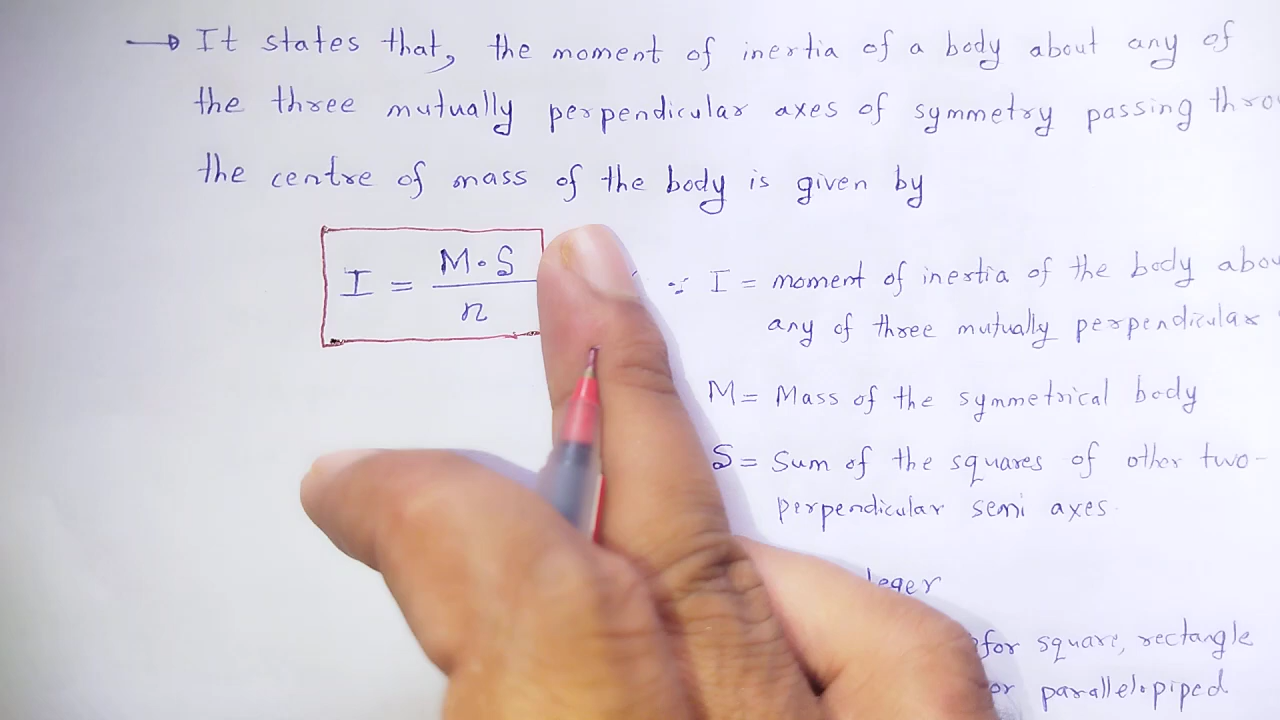 → It states that, the moment of inertia of a body about any of
the three mutually perpendicular axes of symmetry passing thro
the centre of mass of the body is given by
I = M·S / n
∵ I = moment of inertia of the body abou
any of three mutually perpendicular
M = Mass of the symmetrical body
S = Sum of the squares of other two-
perpendicular semi axes.
for square, rectangle
or parallelopiped